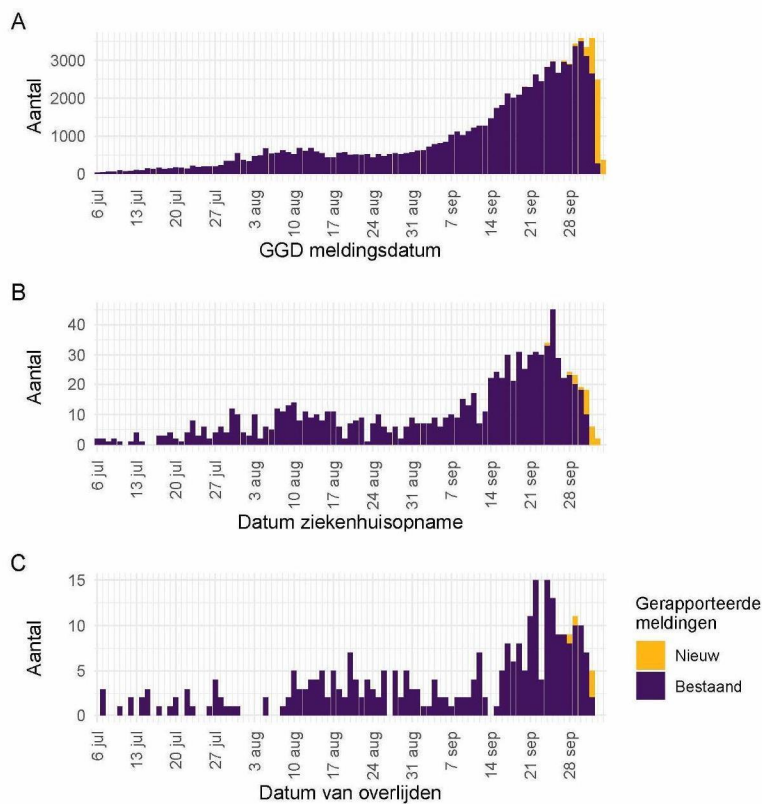 A
Aantal
3000
2000
1000
0
6 jul
13 jul
20 jul
27 jul
3 aug
10 aug
17 aug
24 aug
31 aug
7 sep
14 sep
21 sep
28 sep
GGD meldingsdatum
B
Aantal
40
30
20
10
0
6 jul
13 jul
20 jul
27 jul
3 aug
10 aug
17 aug
24 aug
31 aug
7 sep
14 sep
21 sep
28 sep
Datum ziekenhuisopname
C
Aantal
15
10
5
0
6 jul
13 jul
20 jul
27 jul
3 aug
10 aug
17 aug
24 aug
31 aug
7 sep
14 sep
21 sep
28 sep
Datum van overlijden
Gerapporteerde
meldingen
Nieuw
Bestaand